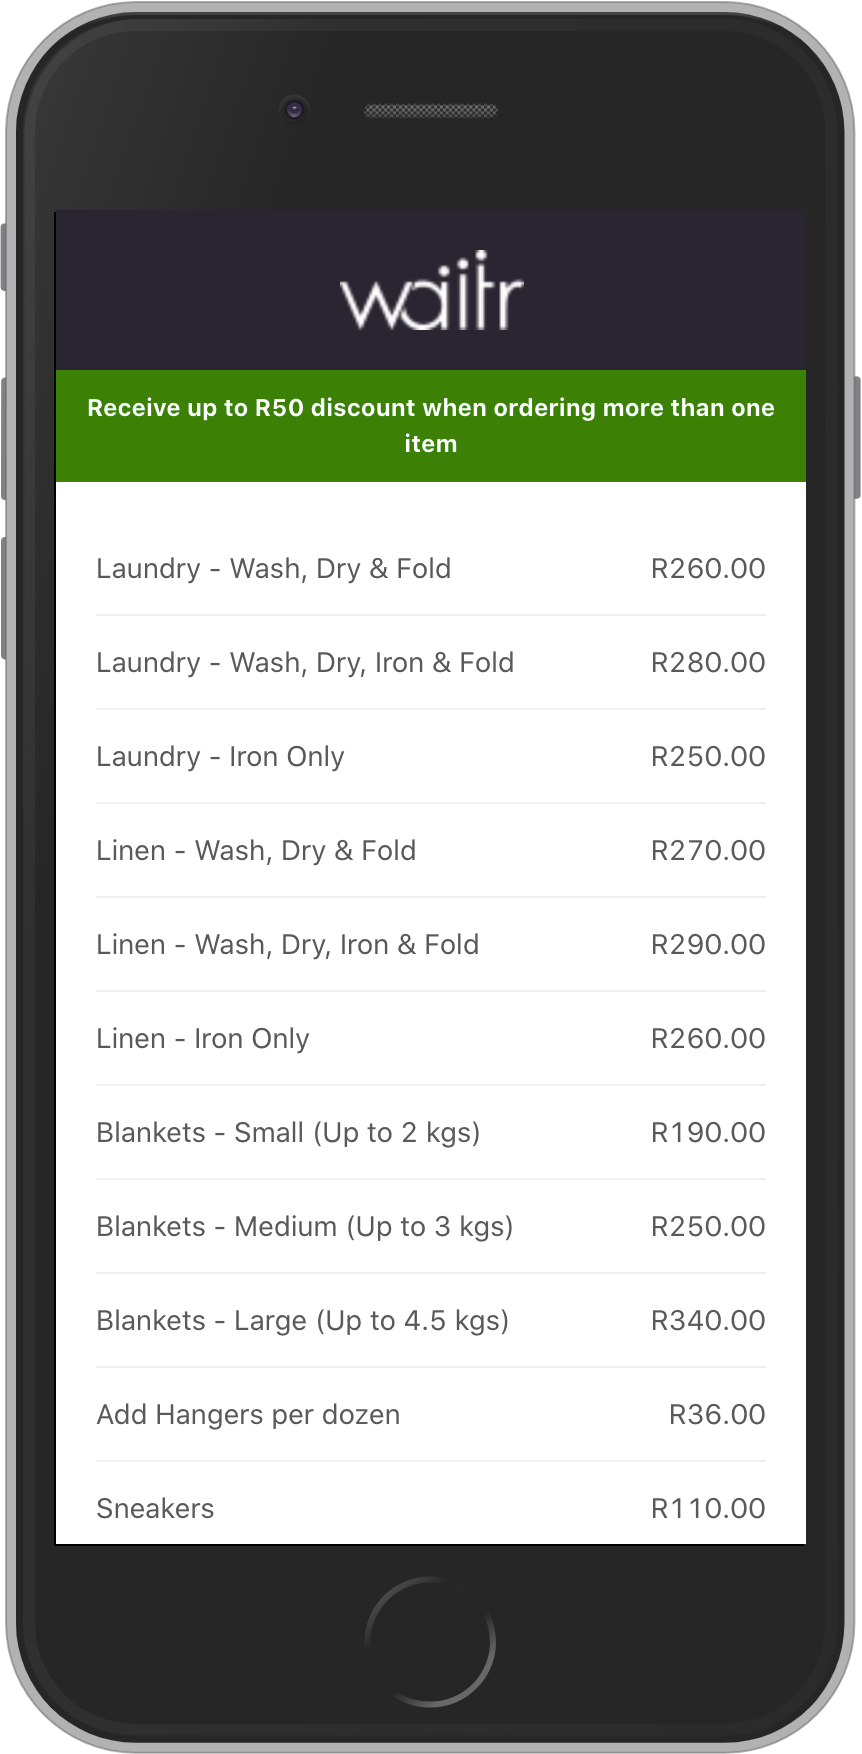 waitr
Receive up to R50 discount when ordering more than one
item
Laundry - Wash, Dry & Fold R260.00
Laundry - Wash, Dry, Iron & Fold R280.00
Laundry - Iron Only R250.00
Linen - Wash, Dry & Fold R270.00
Linen - Wash, Dry, Iron & Fold R290.00
Linen - Iron Only R260.00
Blankets - Small (Up to 2 kgs) R190.00
Blankets - Medium (Up to 3 kgs) R250.00
Blankets - Large (Up to 4.5 kgs) R340.00
Add Hangers per dozen R36.00
Sneakers R110.00